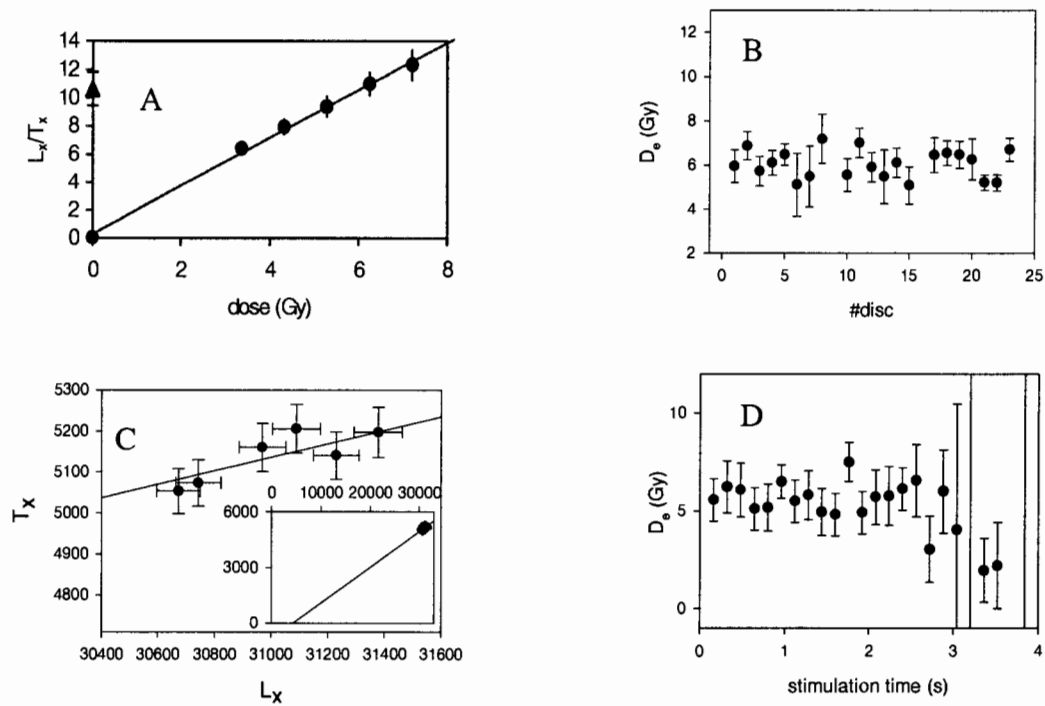 14
12
10
8
6
4
2
0
Lₓ/Tₓ
A
0 2 4 6 8
dose (Gy)
12
10
8
6
4
2
Dₑ (Gy)
B
0 5 10 15 20 25
#disc
5300
5200
5100
5000
4900
4800
Tₓ
C
0 10000 20000 30000
6000
3000
0
30400 30600 30800 31000 31200 31400 31600
Lₓ
10
5
0
Dₑ (Gy)
D
0 1 2 3 4
stimulation time (s)